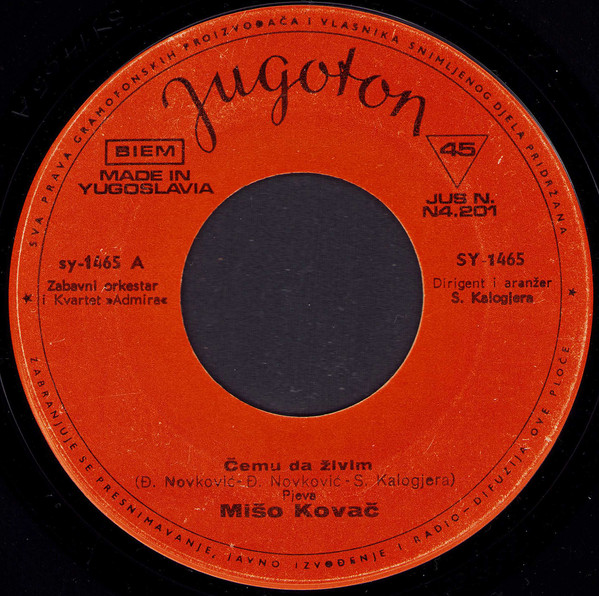 SVA PRAVA GRAMOFONSKIH PROIZVOĐAČA I VLASNIKA SNIMLJENOG DJELA PRIDRŽANA
Jugoton
BIEM
MADE IN
YUGOSLAVIA
45
JUS N.
N4.201
sy-1465 A
Zabavni orkestar
i Kvartet »Admira«
SY-1465
Dirigent i aranžer
S. Kalogjera
Čemu da živim
(Đ. Novković-Đ. Novković-S. Kalogjera)
Pjeva
Mišo Kovač
ZABRANJUJE SE PRESNIMAVANJE, JAVNO IZVOĐENJE I RADIO-DIFUZIJA OVE PLOČE